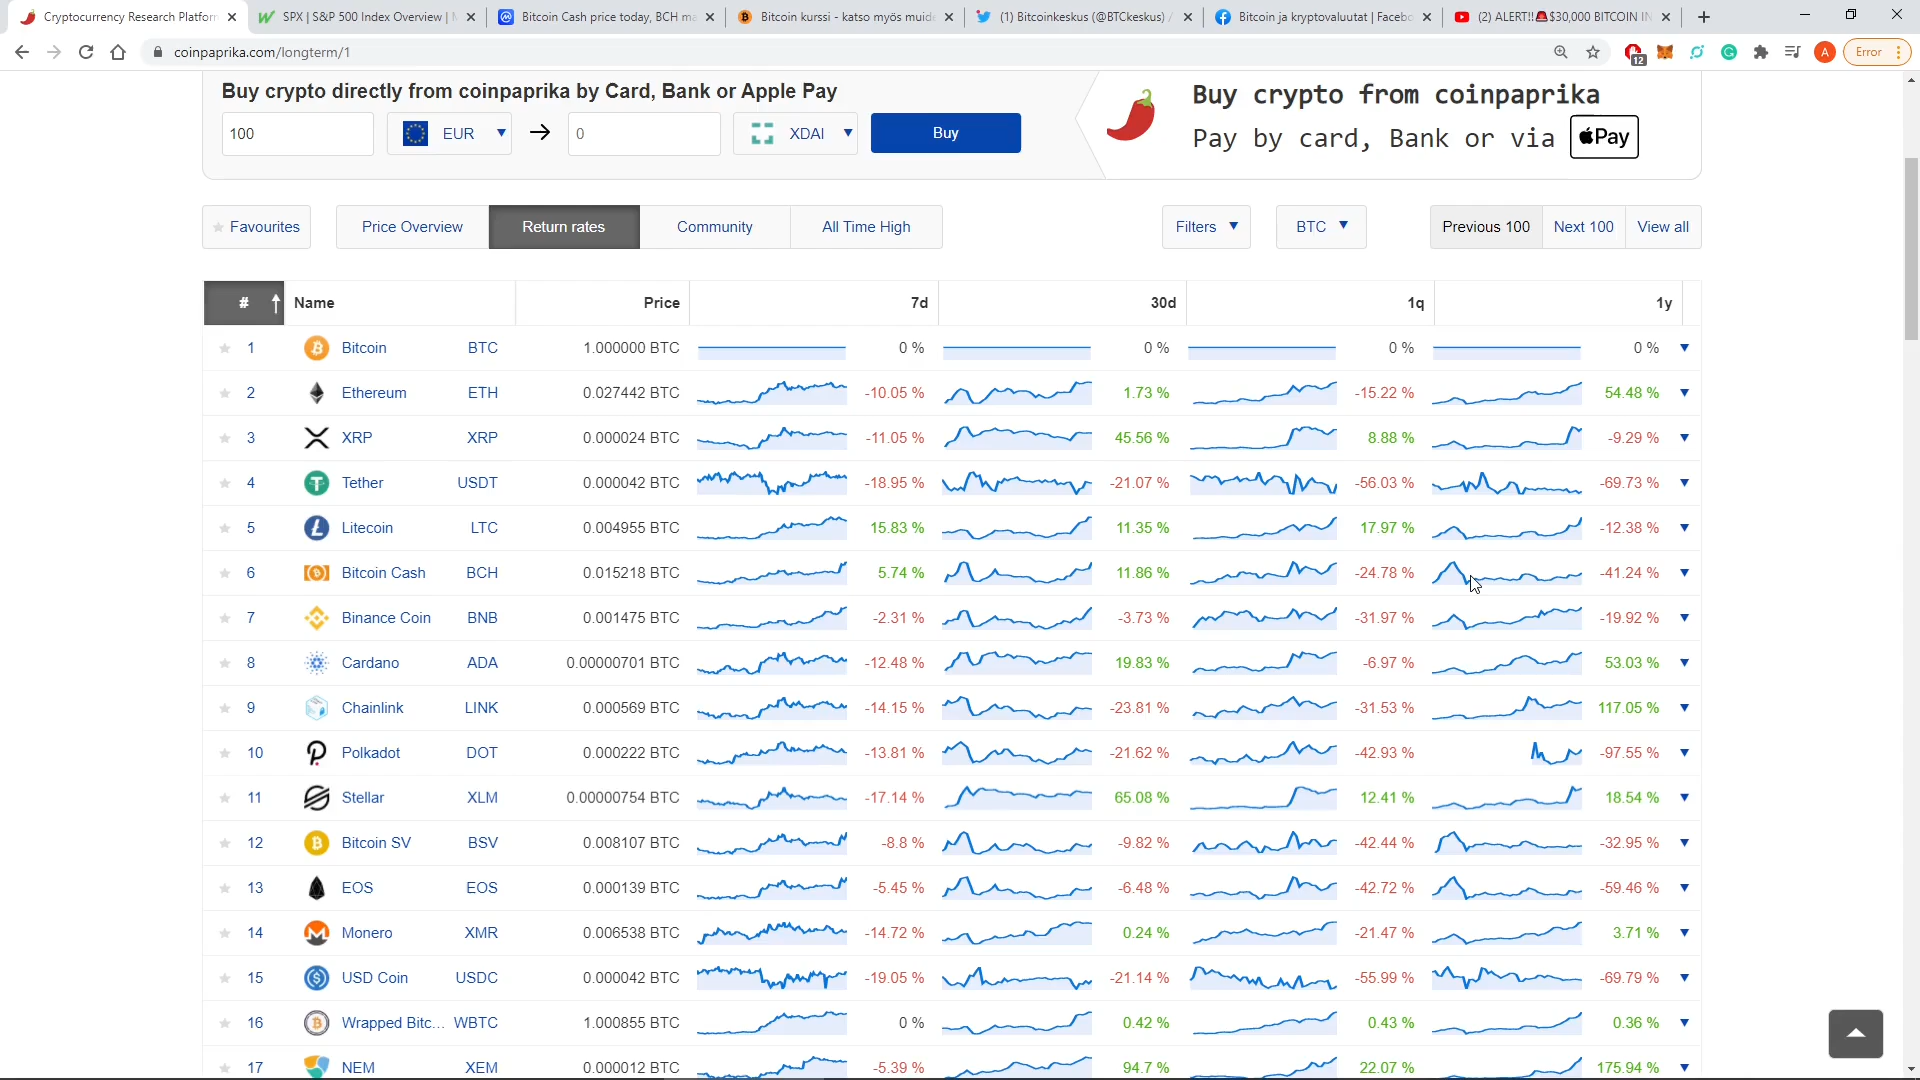 Cryptocurrency Research Platforr
SPX | S&P 500 Index Overview |
Bitcoin Cash price today, BCH ma
Bitcoin kurssi - katso myös muide
(1) Bitcoinkeskus (@BTCkeskus) /
Bitcoin ja kryptovaluutat | Facebo
(2) ALERT!!🚨$30,000 BITCOIN IN
coinpaprika.com/longterm/1
12
A
Error
Buy crypto directly from coinpaprika by Card, Bank or Apple Pay
100 EUR 0 XDAI Buy
Buy crypto from coinpaprika
Pay by card, Bank or via Pay
Favourites Price Overview Return rates Community All Time High Filters BTC Previous 100 Next 100 View all
# Name Price 7d 30d 1q 1y
1 Bitcoin BTC 1.000000 BTC 0 % 0 % 0 % 0 %
2 Ethereum ETH 0.027442 BTC -10.05 % 1.73 % -15.22 % 54.48 %
3 XRP XRP 0.000024 BTC -11.05 % 45.56 % 8.88 % -9.29 %
4 Tether USDT 0.000042 BTC -18.95 % -21.07 % -56.03 % -69.73 %
5 Litecoin LTC 0.004955 BTC 15.83 % 11.35 % 17.97 % -12.38 %
6 Bitcoin Cash BCH 0.015218 BTC 5.74 % 11.86 % -24.78 % -41.24 %
7 Binance Coin BNB 0.001475 BTC -2.31 % -3.73 % -31.97 % -19.92 %
8 Cardano ADA 0.00000701 BTC -12.48 % 19.83 % -6.97 % 53.03 %
9 Chainlink LINK 0.000569 BTC -14.15 % -23.81 % -31.53 % 117.05 %
10 Polkadot DOT 0.000222 BTC -13.81 % -21.62 % -42.93 % -97.55 %
11 Stellar XLM 0.00000754 BTC -17.14 % 65.08 % 12.41 % 18.54 %
12 Bitcoin SV BSV 0.008107 BTC -8.8 % -9.82 % -42.44 % -32.95 %
13 EOS EOS 0.000139 BTC -5.45 % -6.48 % -42.72 % -59.46 %
14 Monero XMR 0.006538 BTC -14.72 % 0.24 % -21.47 % 3.71 %
15 USD Coin USDC 0.000042 BTC -19.05 % -21.14 % -55.99 % -69.79 %
16 Wrapped Bitc... WBTC 1.000855 BTC 0 % 0.42 % 0.43 % 0.36 %
17 NEM XEM 0.000012 BTC -5.39 % 94.7 % 22.07 % 175.94 %